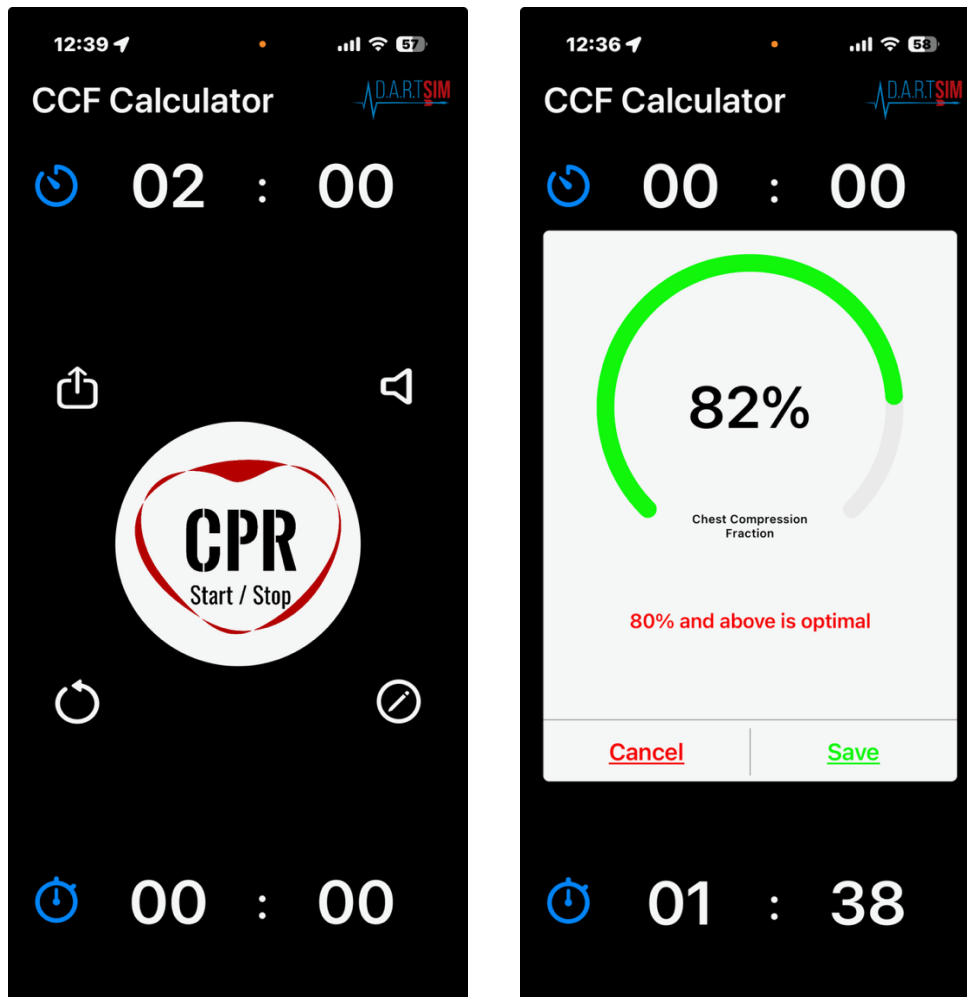 12:39
57
CCF Calculator
D.A.R.T SIM
02 : 00
CPR
Start / Stop
00 : 00
12:36
58
CCF Calculator
D.A.R.T SIM
00 : 00
82%
Chest Compression
Fraction
80% and above is optimal
Cancel
Save
01 : 38